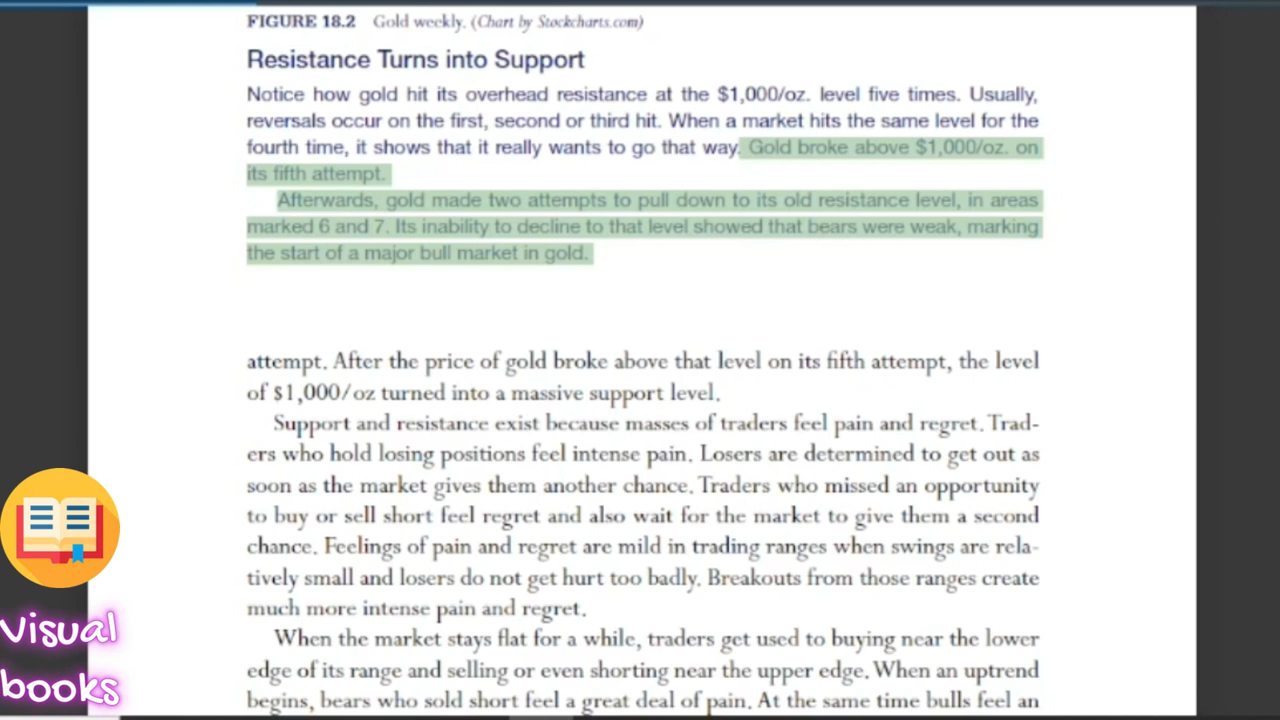 FIGURE 18.2 Gold weekly. (Chart by Stockcharts.com)
Resistance Turns into Support
Notice how gold hit its overhead resistance at the $1,000/oz. level five times. Usually,
reversals occur on the first, second or third hit. When a market hits the same level for the
fourth time, it shows that it really wants to go that way. Gold broke above $1,000/oz. on
its fifth attempt.
Afterwards, gold made two attempts to pull down to its old resistance level, in areas
marked 6 and 7. Its inability to decline to that level showed that bears were weak, marking
the start of a major bull market in gold.
attempt. After the price of gold broke above that level on its fifth attempt, the level
of $1,000/oz turned into a massive support level.
Support and resistance exist because masses of traders feel pain and regret. Trad-
ers who hold losing positions feel intense pain. Losers are determined to get out as
soon as the market gives them another chance. Traders who missed an opportunity
to buy or sell short feel regret and also wait for the market to give them a second
chance. Feelings of pain and regret are mild in trading ranges when swings are rela-
tively small and losers do not get hurt too badly. Breakouts from those ranges create
much more intense pain and regret.
When the market stays flat for a while, traders get used to buying near the lower
edge of its range and selling or even shorting near the upper edge. When an uptrend
begins, bears who sold short feel a great deal of pain. At the same time bulls feel an
Visual
books